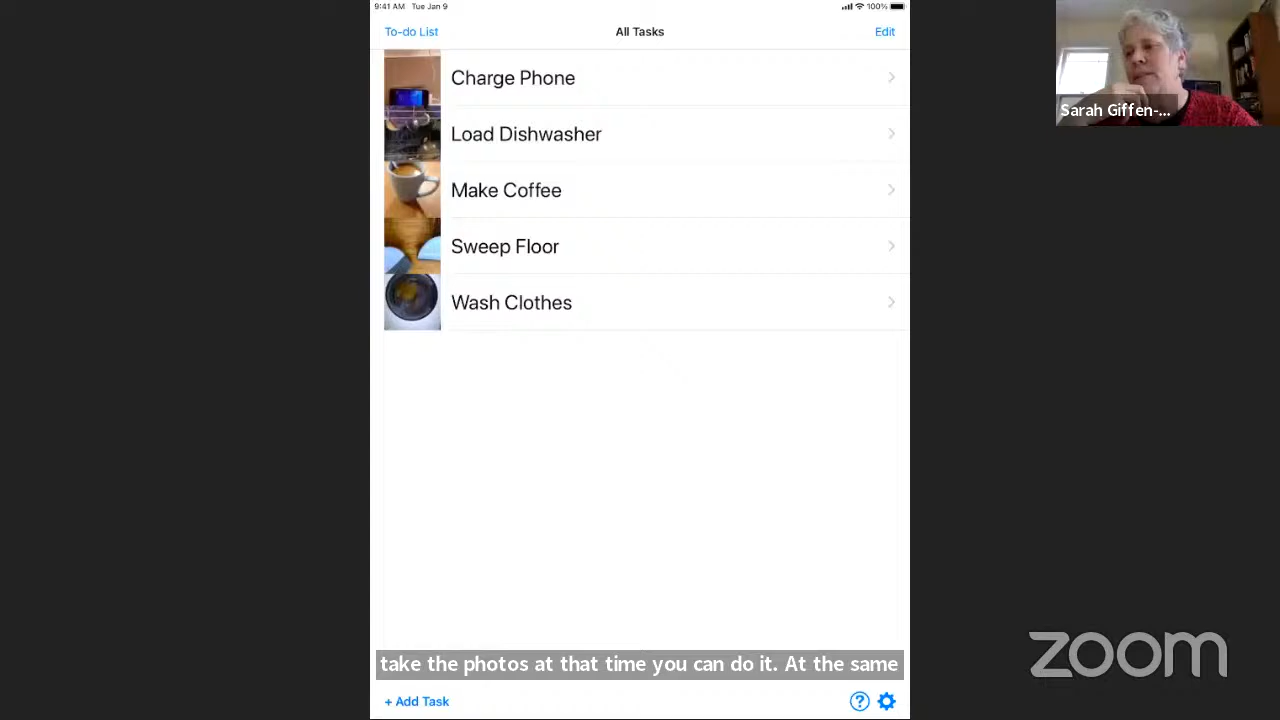 9:41 AM Tue Jan 9
100%
To-do List
All Tasks
Edit
Charge Phone
Load Dishwasher
Make Coffee
Sweep Floor
Wash Clothes
take the photos at that time you can do it. At the same
+ Add Task
?
Sarah Giffen-...
zoom